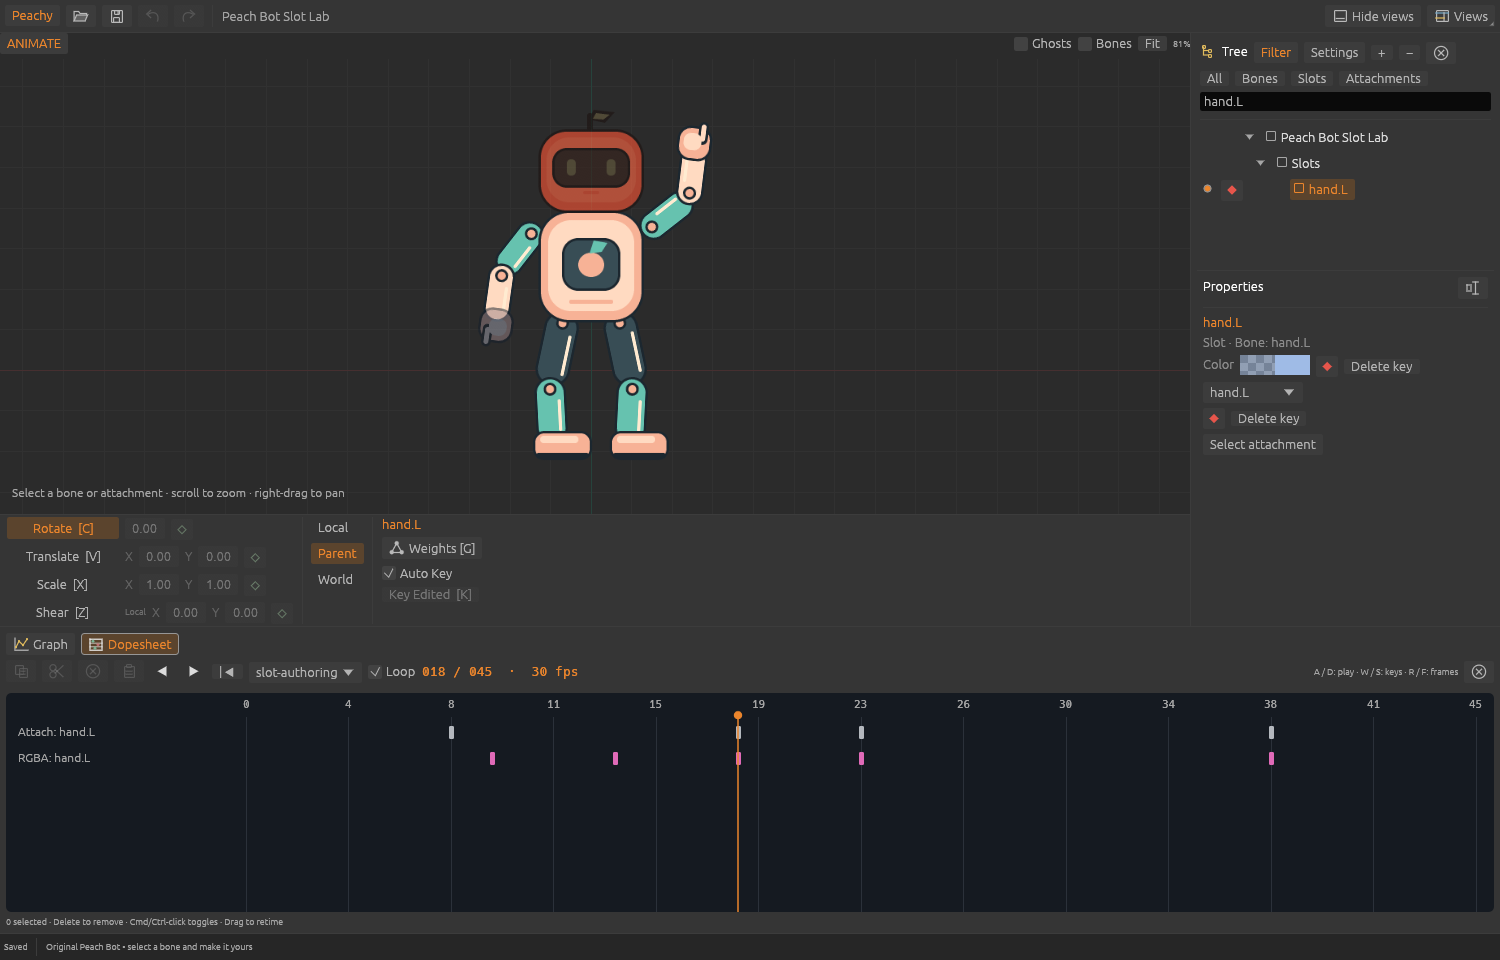 Peachy Peach Bot Slot Lab Hide views Views
ANIMATE Ghosts Bones Fit 81%
Tree Filter Settings + −
All Bones Slots Attachments
hand.L
Peach Bot Slot Lab
Slots
hand.L
Properties
hand.L
Slot · Bone: hand.L
Color Delete key
hand.L
Delete key
Select attachment
Select a bone or attachment · scroll to zoom · right-drag to pan
Rotate [C] 0.00
Translate [V] X 0.00 Y 0.00
Scale [X] X 1.00 Y 1.00
Shear [Z] Local X 0.00 Y 0.00
Local
Parent
World
hand.L
Weights [G]
Auto Key
Key Edited [K]
Graph Dopesheet
slot-authoring Loop 018 / 045 · 30 fps A / D: play · W / S: keys · R / F: frames
0 4 8 11 15 19 23 26 30 34 38 41 45
Attach: hand.L
RGBA: hand.L
0 selected · Delete to remove · Cmd/Ctrl-click toggles · Drag to retime
Saved Original Peach Bot • select a bone and make it yours